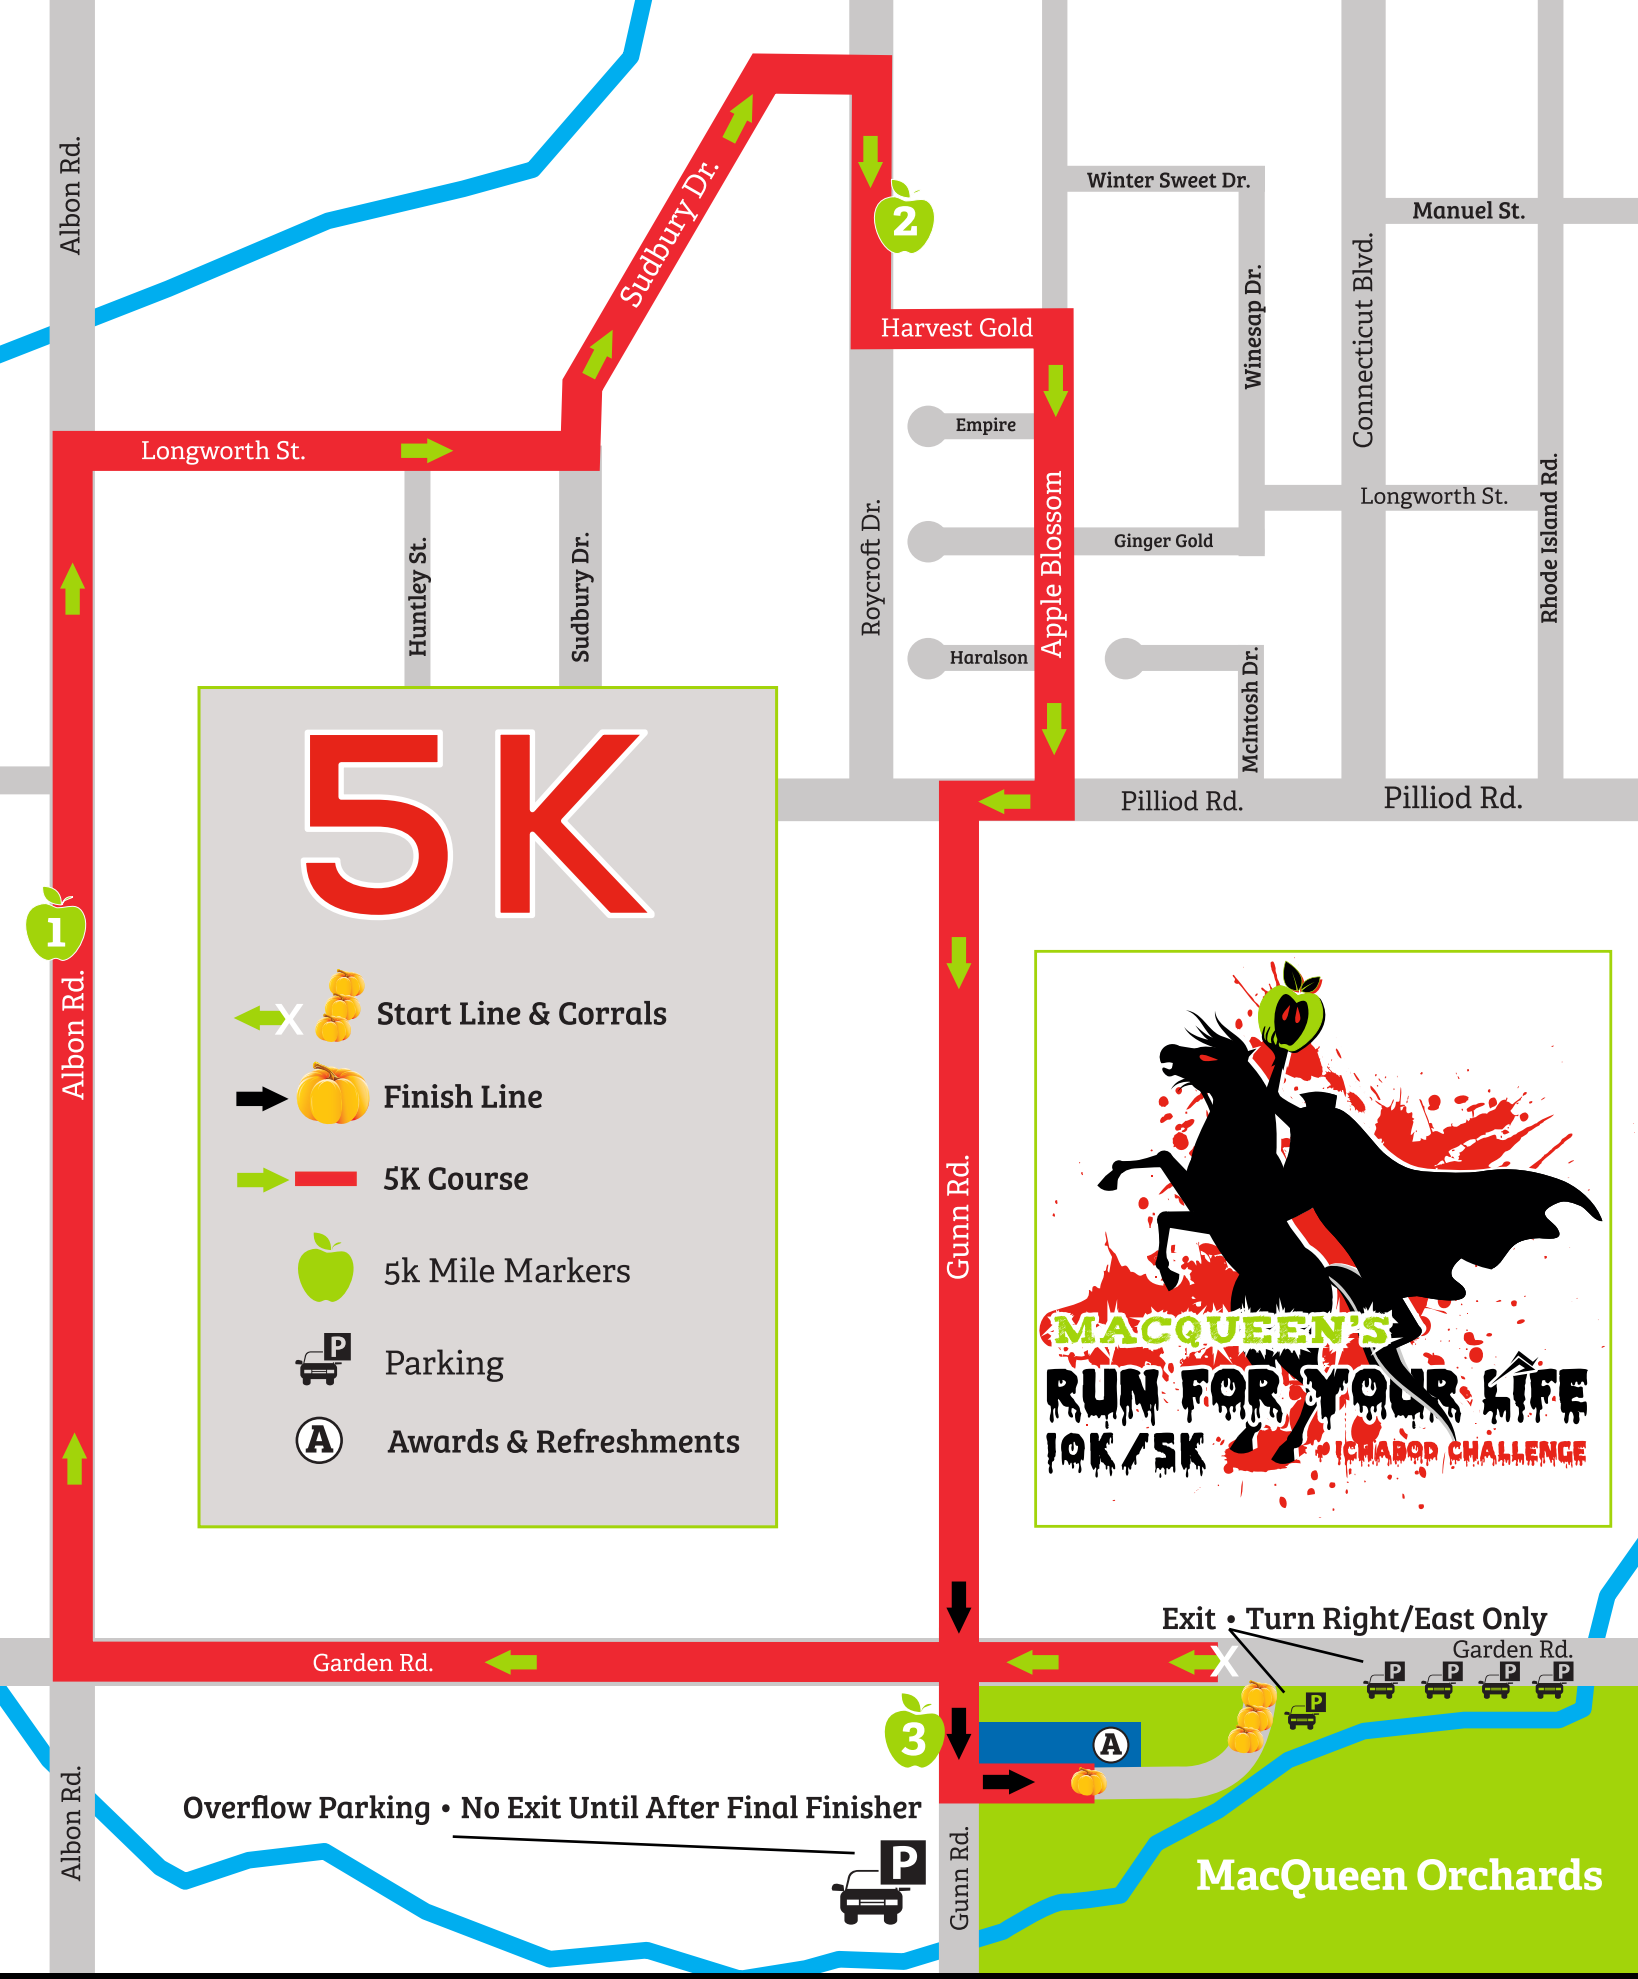 Albon Rd.
Sudbury Dr.
2
Winter Sweet Dr.
Manuel St.
Winesap Dr.
Connecticut Blvd.
Harvest Gold
Longworth St.
Empire
Longworth St.
Rhode Island Rd.
Huntley St.
Sudbury Dr.
Roycroft Dr.
Apple Blossom
Ginger Gold
Haralson
McIntosh Dr.
Pilliod Rd.
Pilliod Rd.
5K
1
Albon Rd.
X
Start Line & Corrals
Finish Line
5K Course
5k Mile Markers
P
Parking
A
Awards & Refreshments
Gunn Rd.
MACQUEEN'S
RUN FOR YOUR LIFE
10K/5K
ICHABOD CHALLENGE
Exit • Turn Right/East Only
Garden Rd.
Garden Rd.
X
P
P
P
P
P
3
A
Overflow Parking • No Exit Until After Final Finisher
P
Albon Rd.
Gunn Rd.
MacQueen Orchards